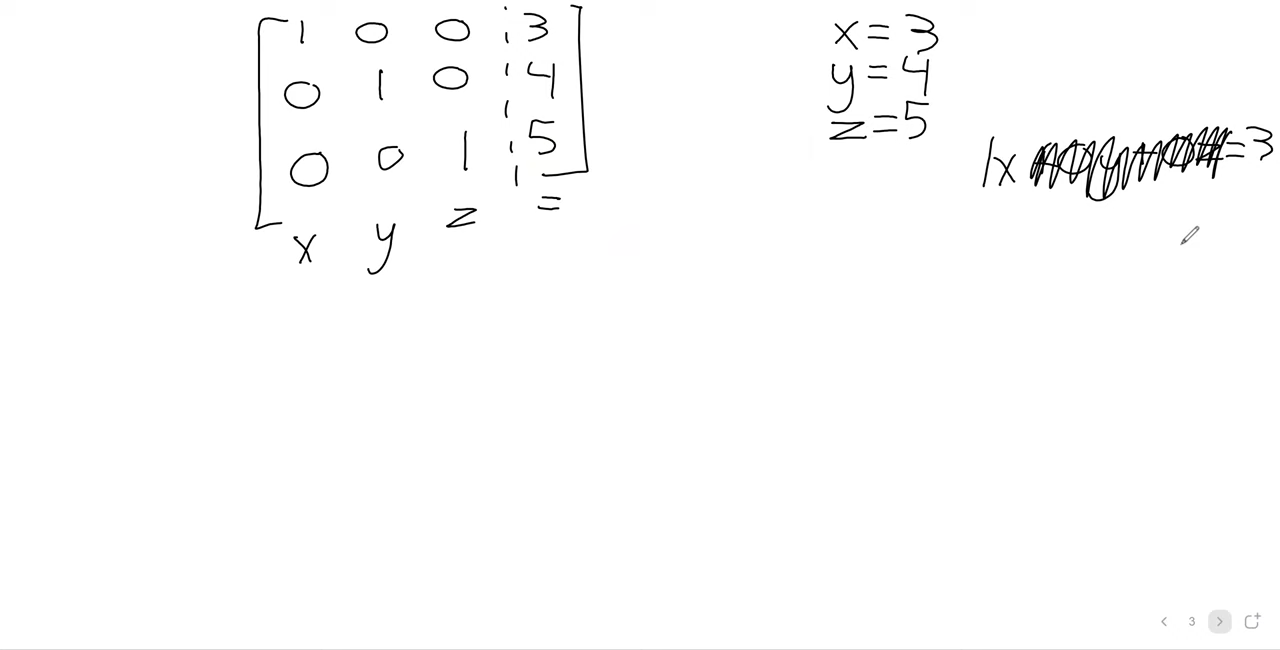 1 0 0 ¦ 3
0 1 0 ¦ 4
0 0 1 ¦ 5
x y z =
x = 3
y = 4
z = 5
1x = 3
3